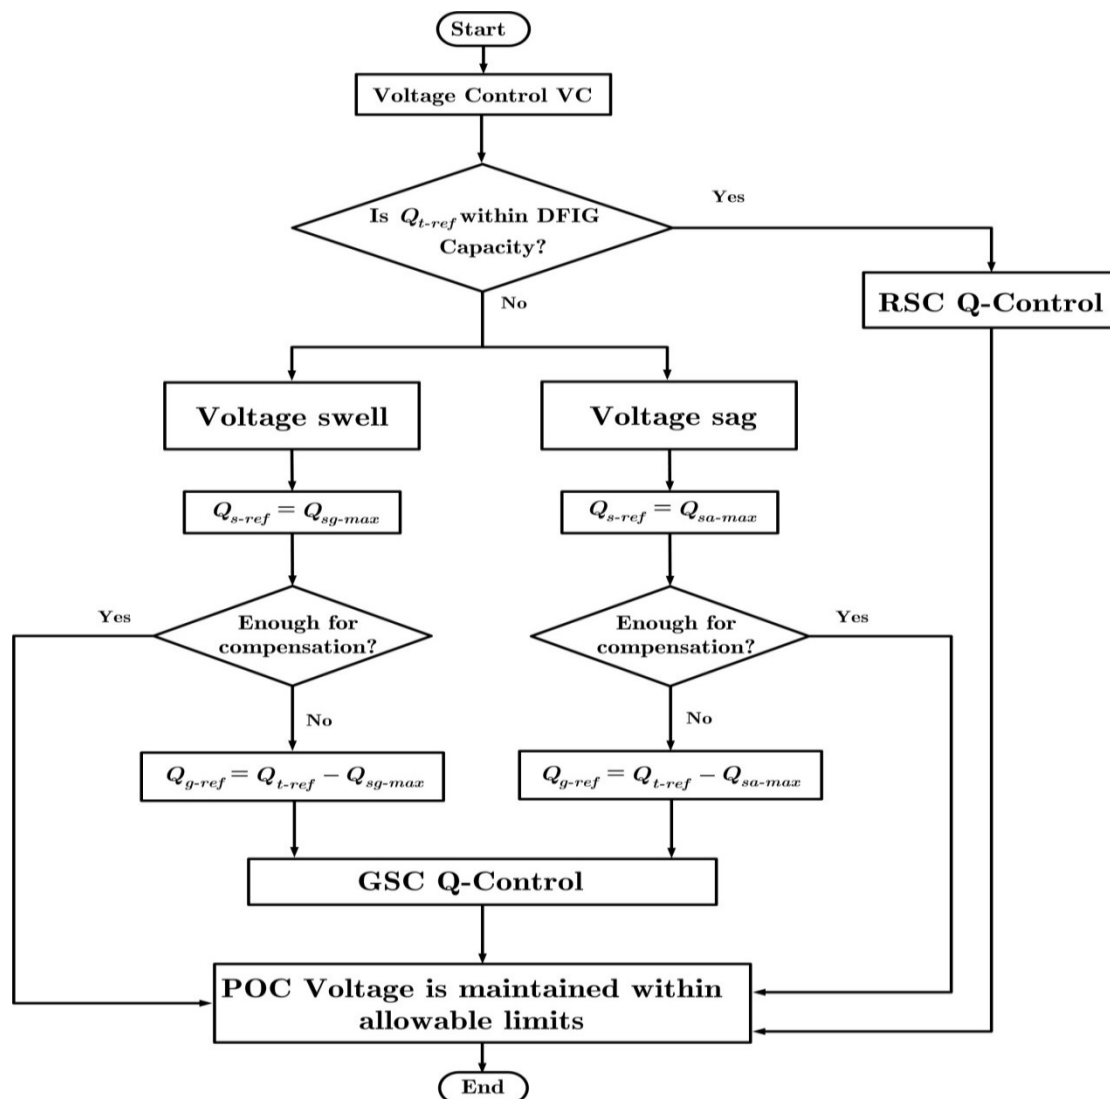 Start
Voltage Control VC
Is Q_{t-ref} within DFIG
Capacity?
Yes
No
RSC Q-Control
Voltage swell
Voltage sag
Q_{s-ref} = Q_{sg-max}
Q_{s-ref} = Q_{sa-max}
Yes
Enough for
compensation?
Enough for
compensation?
Yes
No
No
Q_{g-ref} = Q_{t-ref} − Q_{sg-max}
Q_{g-ref} = Q_{t-ref} − Q_{sa-max}
GSC Q-Control
POC Voltage is maintained within
allowable limits
End